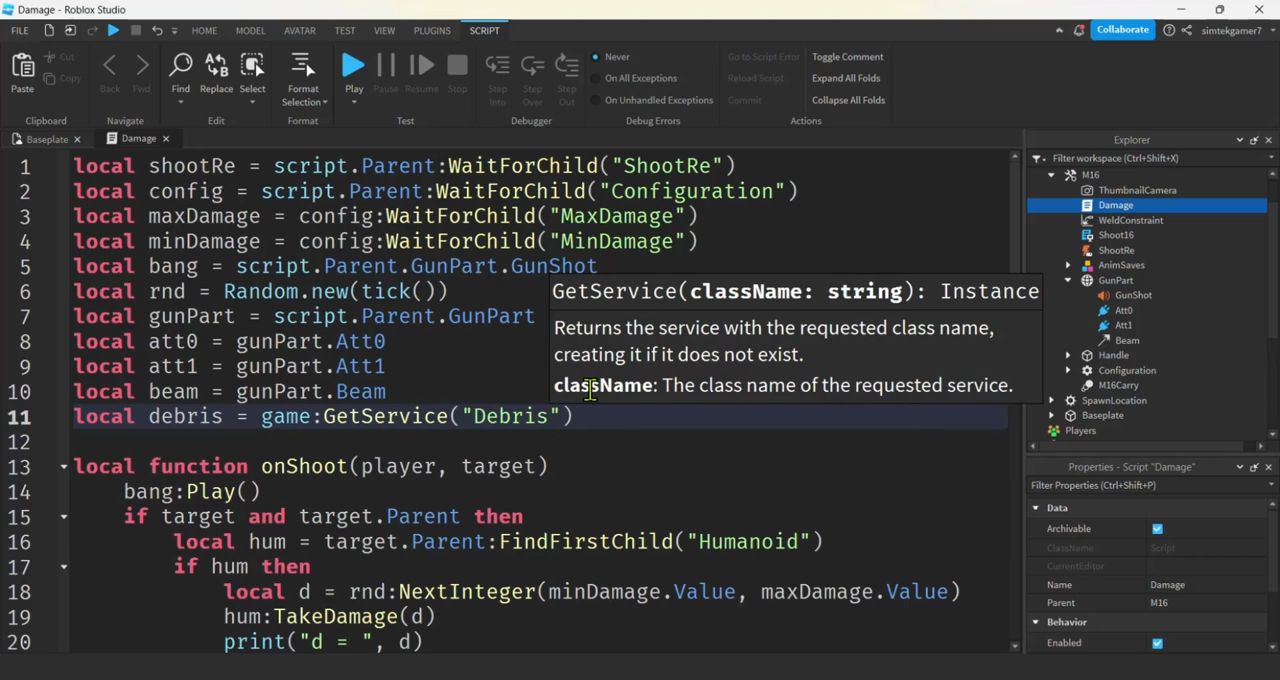 Damage - Roblox Studio
FILE HOME MODEL AVATAR TEST VIEW PLUGINS SCRIPT Collaborate simtekgamer7
Paste Cut Copy Back Fwd Find Replace Select Format Selection Play Pause Resume Stop Step Into Step Over Step Out
Never
On All Exceptions
On Unhandled Exceptions
Go to Script Error
Reload Script
Commit
Toggle Comment
Expand All Folds
Collapse All Folds
Clipboard Navigate Edit Format Test Debugger Debug Errors Actions
Baseplate Damage
1 local shootRe = script.Parent:WaitForChild("ShootRe")
2 local config = script.Parent:WaitForChild("Configuration")
3 local maxDamage = config:WaitForChild("MaxDamage")
4 local minDamage = config:WaitForChild("MinDamage")
5 local bang = script.Parent.GunPart.GunShot
6 local rnd = Random.new(tick())
7 local gunPart = script.Parent.GunPart
8 local att0 = gunPart.Att0
9 local att1 = gunPart.Att1
10 local beam = gunPart.Beam
11 local debris = game:GetService("Debris")
12
13 local function onShoot(player, target)
14 bang:Play()
15 if target and target.Parent then
16 local hum = target.Parent:FindFirstChild("Humanoid")
17 if hum then
18 local d = rnd:NextInteger(minDamage.Value, maxDamage.Value)
19 hum:TakeDamage(d)
20 print("d = ", d)
GetService(className: string): Instance
Returns the service with the requested class name,
creating it if it does not exist.
className: The class name of the requested service.
Explorer
Filter workspace (Ctrl+Shift+X)
M16
ThumbnailCamera
Damage
WeldConstraint
Shoot16
ShootRe
AnimSaves
GunPart
GunShot
Att0
Att1
Beam
Handle
Configuration
M16Carry
SpawnLocation
Baseplate
Players
Properties - Script "Damage"
Filter Properties (Ctrl+Shift+P)
Data
Archivable
ClassName Script
CurrentEditor
Name Damage
Parent M16
Behavior
Enabled